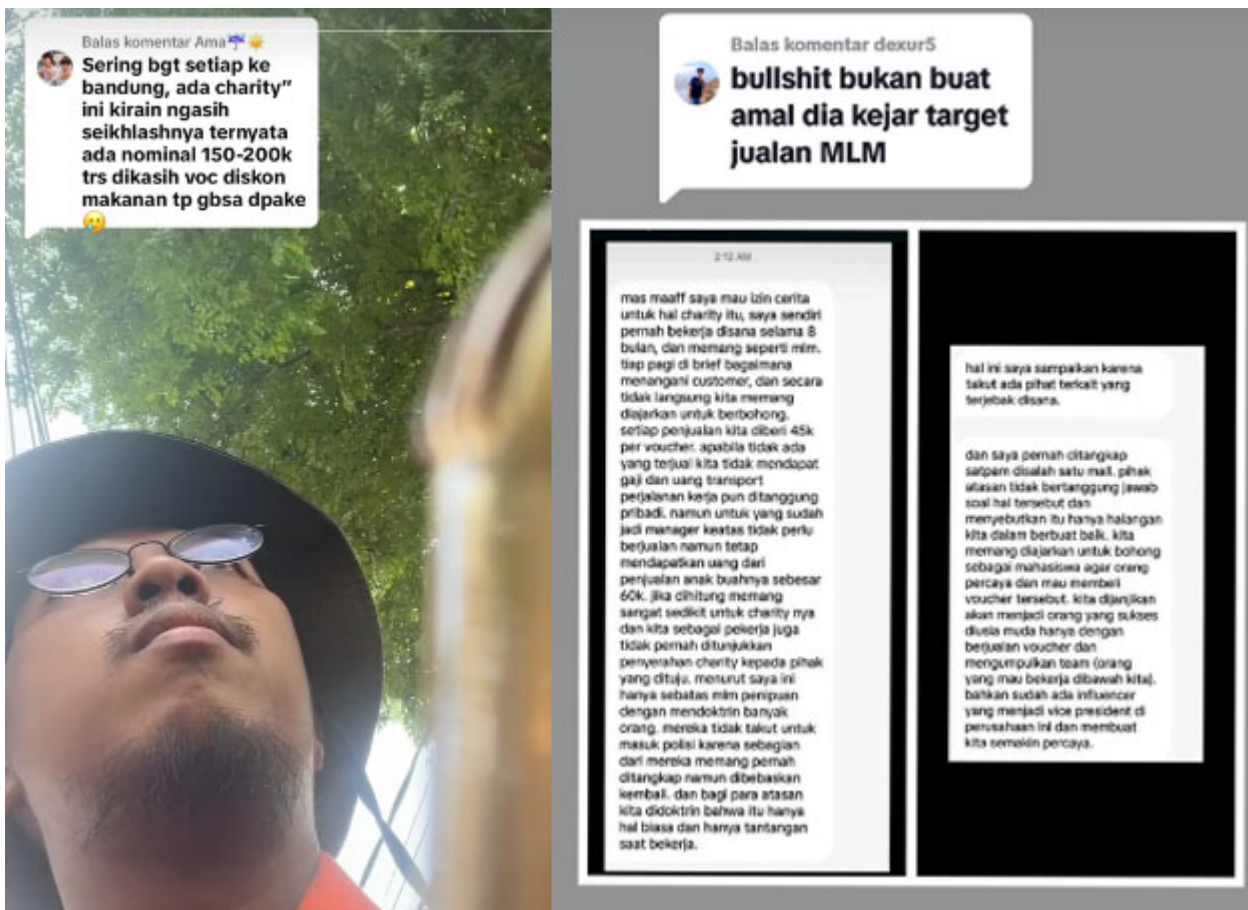 Balas komentar Ama☔☀️
Sering bgt setiap ke
bandung, ada charity”
ini kirain ngasih
seikhlashnya ternyata
ada nominal 150-200k
trs dikasih voc diskon
makanan tp gbsa dpake
🥲
Balas komentar dexur5
bullshit bukan buat
amal dia kejar target
jualan MLM
2:12 AM
mas maaff saya mau izin cerita
untuk hal charity itu, saya sendiri
pernah bekerja disana selama 8
bulan, dan memang seperti mlm.
tiap pagi di brief bagaimana
menangani customer, dan secara
tidak langsung kita memang
diajarkan untuk berbohong.
setiap penjualan kita diberi 45k
per voucher. apabila tidak ada
yang terjual kita tidak mendapat
gaji dan uang transport
perjalanan kerja pun ditanggung
pribadi. namun untuk yang sudah
jadi manager keatas tidak perlu
berjualan namun tetap
mendapatkan uang dari
penjualan anak buahnya sebesar
60k. jika dihitung memang
sangat sedikit untuk charity nya
dan kita sebagai pekerja juga
tidak pernah ditunjukkan
penyerahan charity kepada pihak
yang dituju. menurut saya ini
hanya sebatas mlm penipuan
dengan mendoktrin banyak
orang. mereka tidak takut untuk
masuk polisi karena sebagian
dari mereka memang pernah
ditangkap namun dibebaskan
kembali. dan bagi para atasan
kita didoktrin bahwa itu hanya
hal biasa dan hanya tantangan
saat bekerja.
hal ini saya sampaikan karena
takut ada pihat terkait yang
terjebak disana.
dan saya pernah ditangkap
satpam disalah satu mall. pihak
atasan tidak bertanggung jawab
soal hal tersebut dan
menyebutkan itu hanya halangan
kita dalam berbuat baik. kita
memang diajarkan untuk bohong
sebagai mahasiswa agar orang
percaya dan mau membeli
voucher tersebut. kita dijanjikan
akan menjadi orang yang sukses
diusia muda hanya dengan
berjualan voucher dan
mengumpulkan team (orang
yang mau bekerja dibawah kita).
bahkan sudah ada influencer
yang menjadi vice president di
perusahaan ini dan membuat
kita semakin percaya.